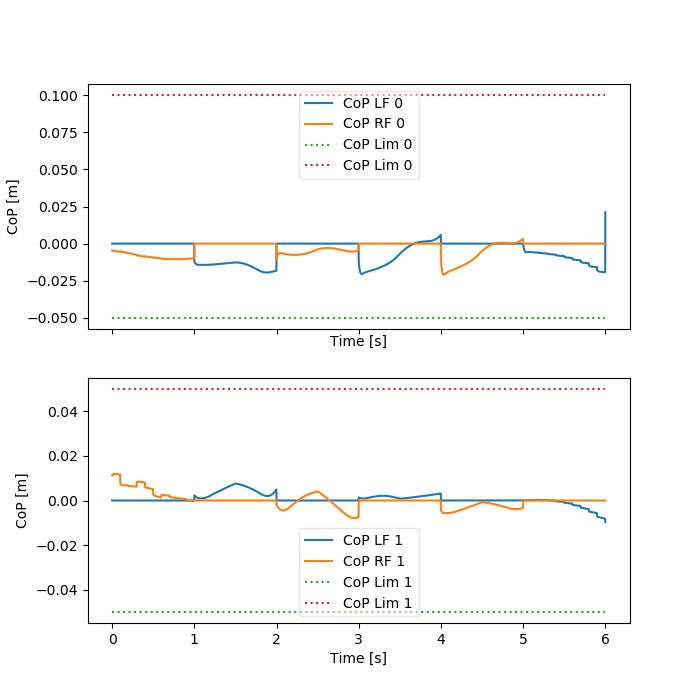 0.100
0.075
0.050
0.025
0.000
−0.025
−0.050
CoP [m]
CoP LF 0
CoP RF 0
CoP Lim 0
CoP Lim 0
Time [s]
0.04
0.02
0.00
−0.02
−0.04
CoP [m]
CoP LF 1
CoP RF 1
CoP Lim 1
CoP Lim 1
0 1 2 3 4 5 6
Time [s]